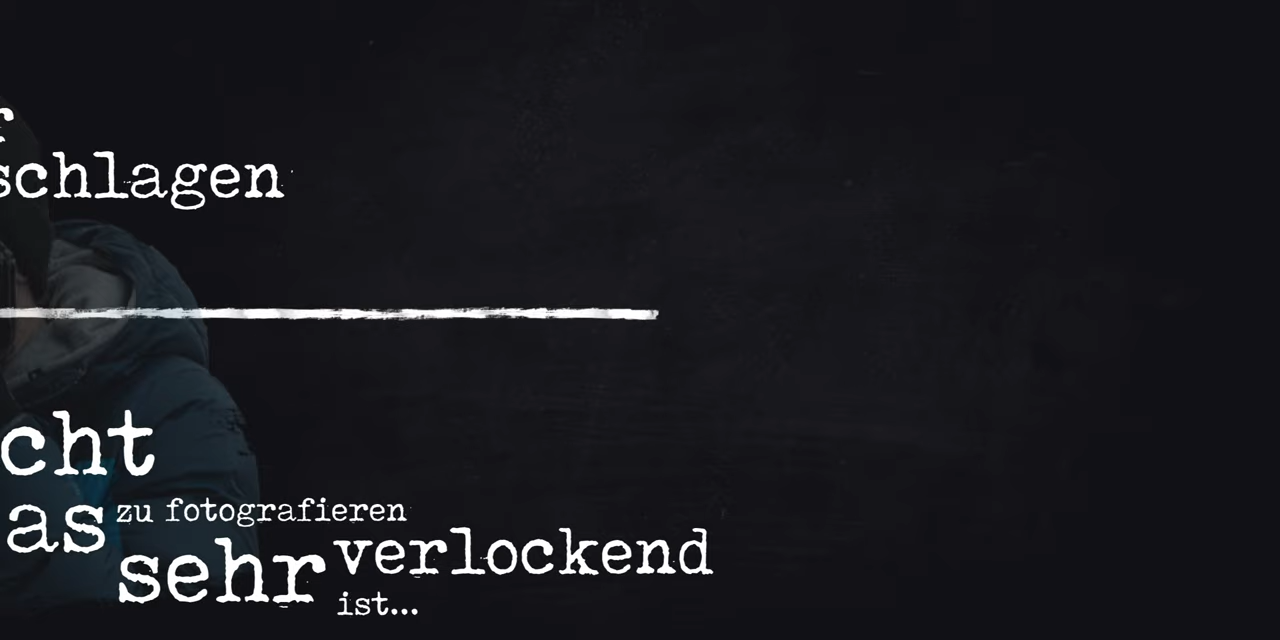 schlagen
cht
as zu fotografieren
sehr verlockend
ist...